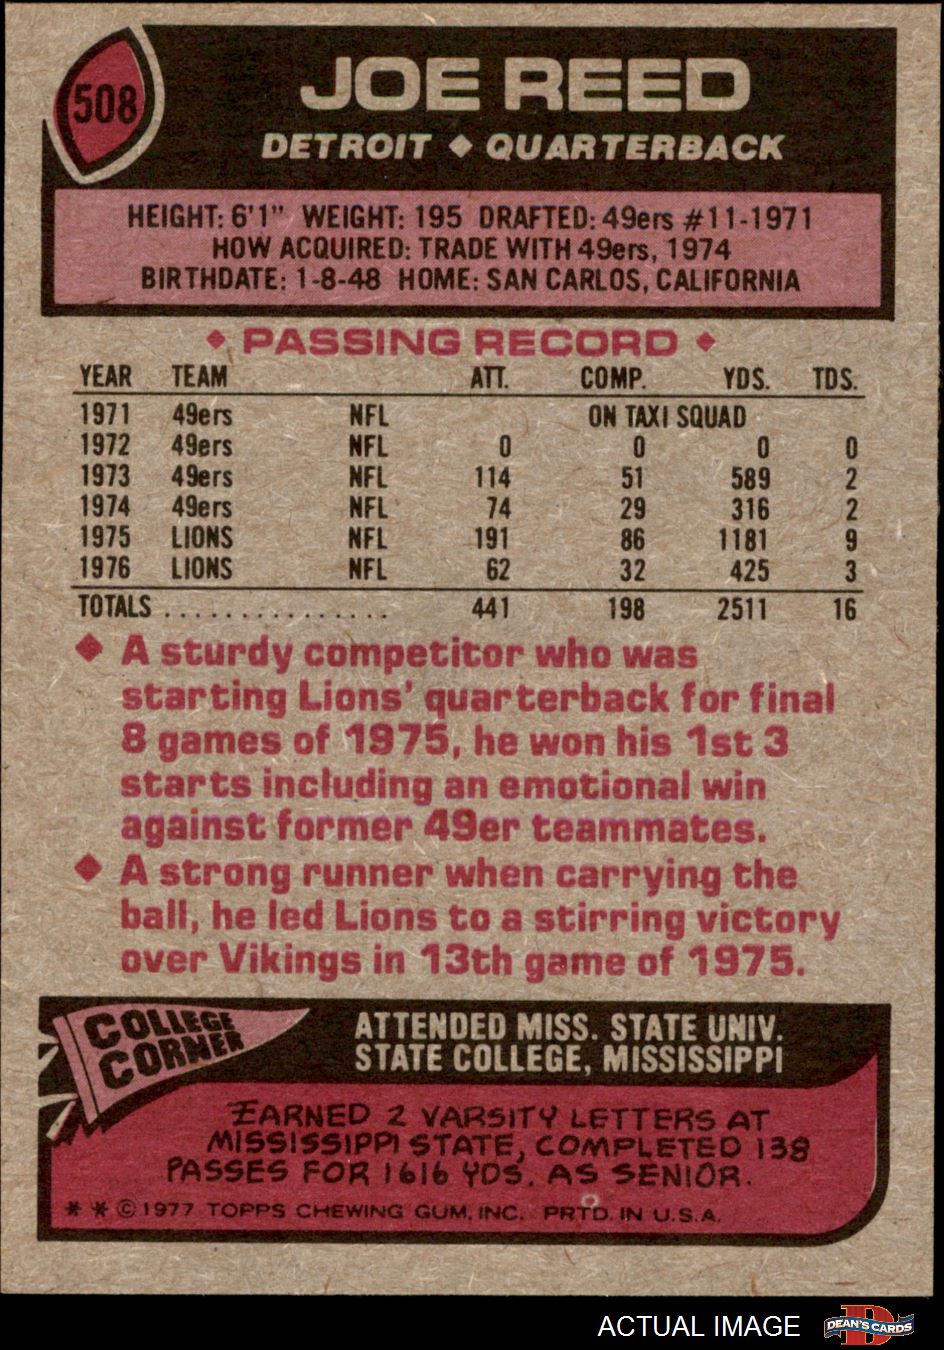 508
JOE REED
DETROIT ◆ QUARTERBACK
HEIGHT: 6'1" WEIGHT: 195 DRAFTED: 49ers #11-1971
HOW ACQUIRED: TRADE WITH 49ers, 1974
BIRTHDATE: 1-8-48 HOME: SAN CARLOS, CALIFORNIA
◆ PASSING RECORD ◆
YEAR TEAM ATT. COMP. YDS. TDS.
1971 49ers NFL ON TAXI SQUAD
1972 49ers NFL 0 0 0 0
1973 49ers NFL 114 51 589 2
1974 49ers NFL 74 29 316 2
1975 LIONS NFL 191 86 1181 9
1976 LIONS NFL 62 32 425 3
TOTALS . . . . . . . . . . . . . . . 441 198 2511 16
◆ A sturdy competitor who was
starting Lions' quarterback for final
8 games of 1975, he won his 1st 3
starts including an emotional win
against former 49er teammates.
◆ A strong runner when carrying the
ball, he led Lions to a stirring victory
over Vikings in 13th game of 1975.
COLLEGE
CORNER
ATTENDED MISS. STATE UNIV.
STATE COLLEGE, MISSISSIPPI
EARNED 2 VARSITY LETTERS AT
MISSISSIPPI STATE, COMPLETED 138
PASSES FOR 1616 YDS. AS SENIOR.
* * © 1977 TOPPS CHEWING GUM, INC. PRTD. IN U.S.A.
ACTUAL IMAGE
DEAN'S CARDS